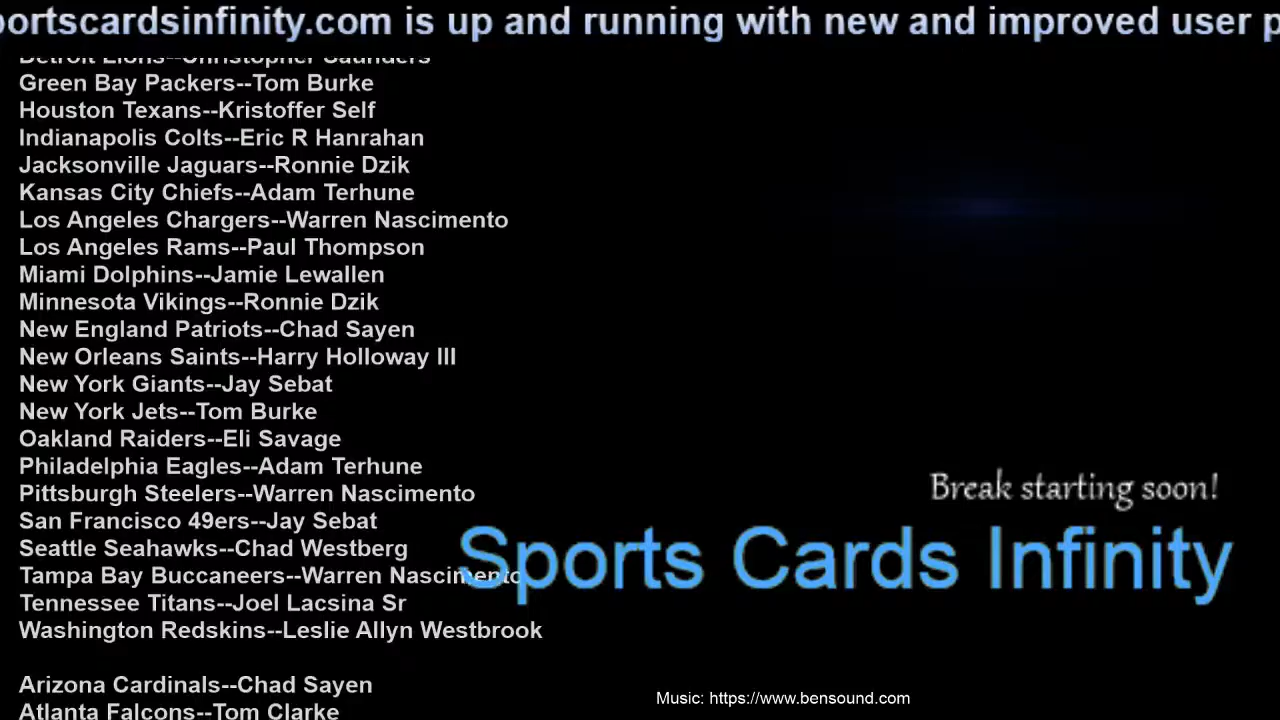 portscardsinfinity.com is up and running with new and improved user p
Detroit Lions--Christopher Saunders
Green Bay Packers--Tom Burke
Houston Texans--Kristoffer Self
Indianapolis Colts--Eric R Hanrahan
Jacksonville Jaguars--Ronnie Dzik
Kansas City Chiefs--Adam Terhune
Los Angeles Chargers--Warren Nascimento
Los Angeles Rams--Paul Thompson
Miami Dolphins--Jamie Lewallen
Minnesota Vikings--Ronnie Dzik
New England Patriots--Chad Sayen
New Orleans Saints--Harry Holloway III
New York Giants--Jay Sebat
New York Jets--Tom Burke
Oakland Raiders--Eli Savage
Philadelphia Eagles--Adam Terhune
Pittsburgh Steelers--Warren Nascimento
San Francisco 49ers--Jay Sebat
Seattle Seahawks--Chad Westberg
Tampa Bay Buccaneers--Warren Nascimento
Tennessee Titans--Joel Lacsina Sr
Washington Redskins--Leslie Allyn Westbrook
Arizona Cardinals--Chad Sayen
Atlanta Falcons--Tom Clarke
Break starting soon!
Sports Cards Infinity
Music: https://www.bensound.com